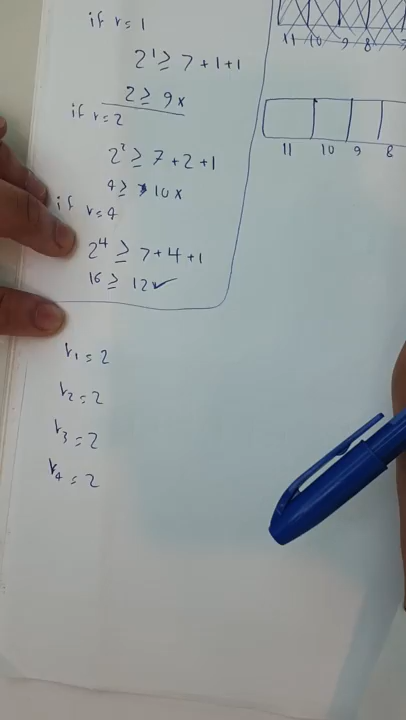 if r=1
2¹ ≥ 7+1+1
2 ≥ 9 x
if r=2
2² ≥ 7+2+1
4 ≥ 10 x
if r=4
2⁴ ≥ 7+4+1
16 ≥ 12 ✓
r₁ = 2
r₂ = 2
r₃ = 2
r₄ = 2
11 10 9 8
11 10 9 8